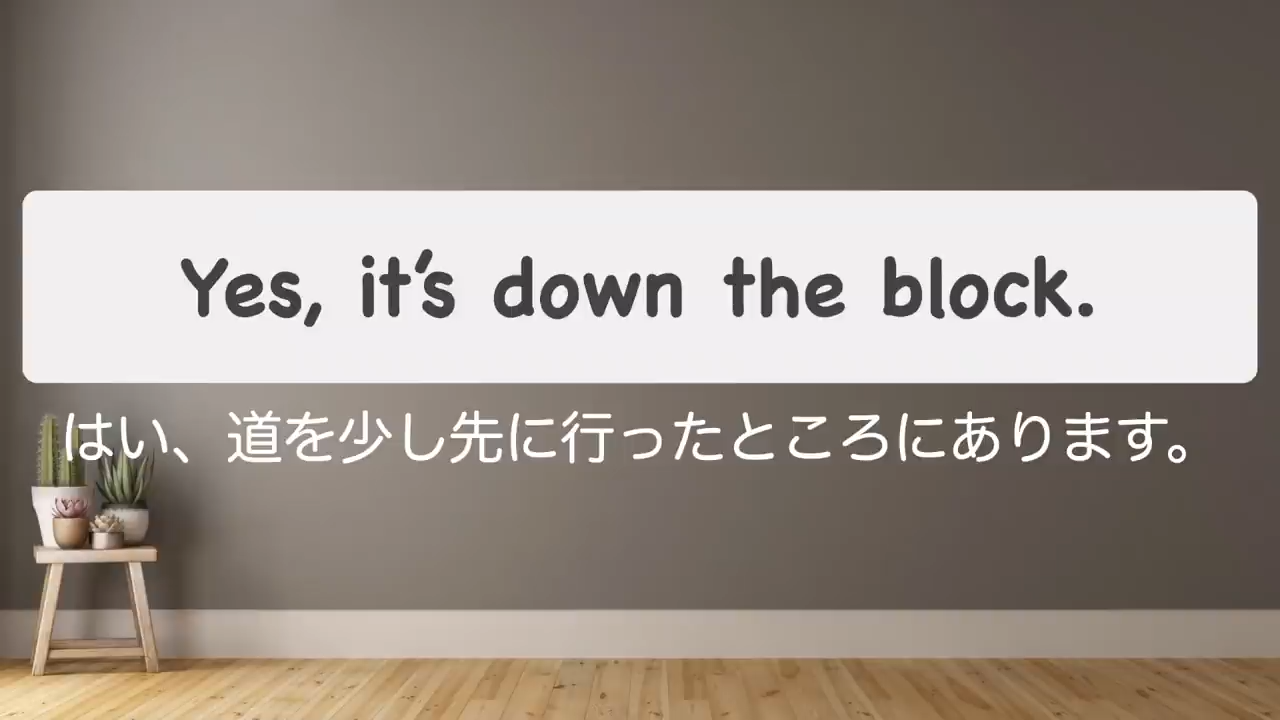 Yes, it's down the block.
はい、道を少し先に行ったところにあります。